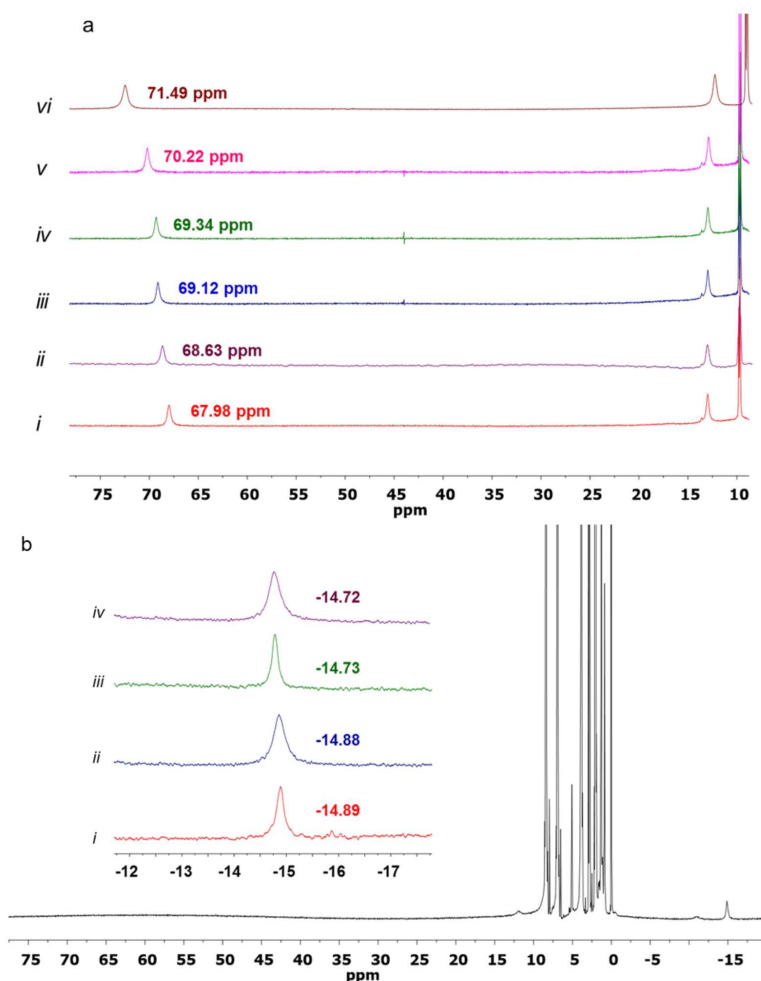 a
vi 71.49 ppm
v 70.22 ppm
iv 69.34 ppm
iii 69.12 ppm
ii 68.63 ppm
i 67.98 ppm
75 70 65 60 55 50 45 40 35 30 25 20 15 10
ppm
b
iv -14.72
iii -14.73
ii -14.88
i -14.89
-12 -13 -14 -15 -16 -17
75 70 65 60 55 50 45 40 35 30 25 20 15 10 5 0 -5 -15
ppm